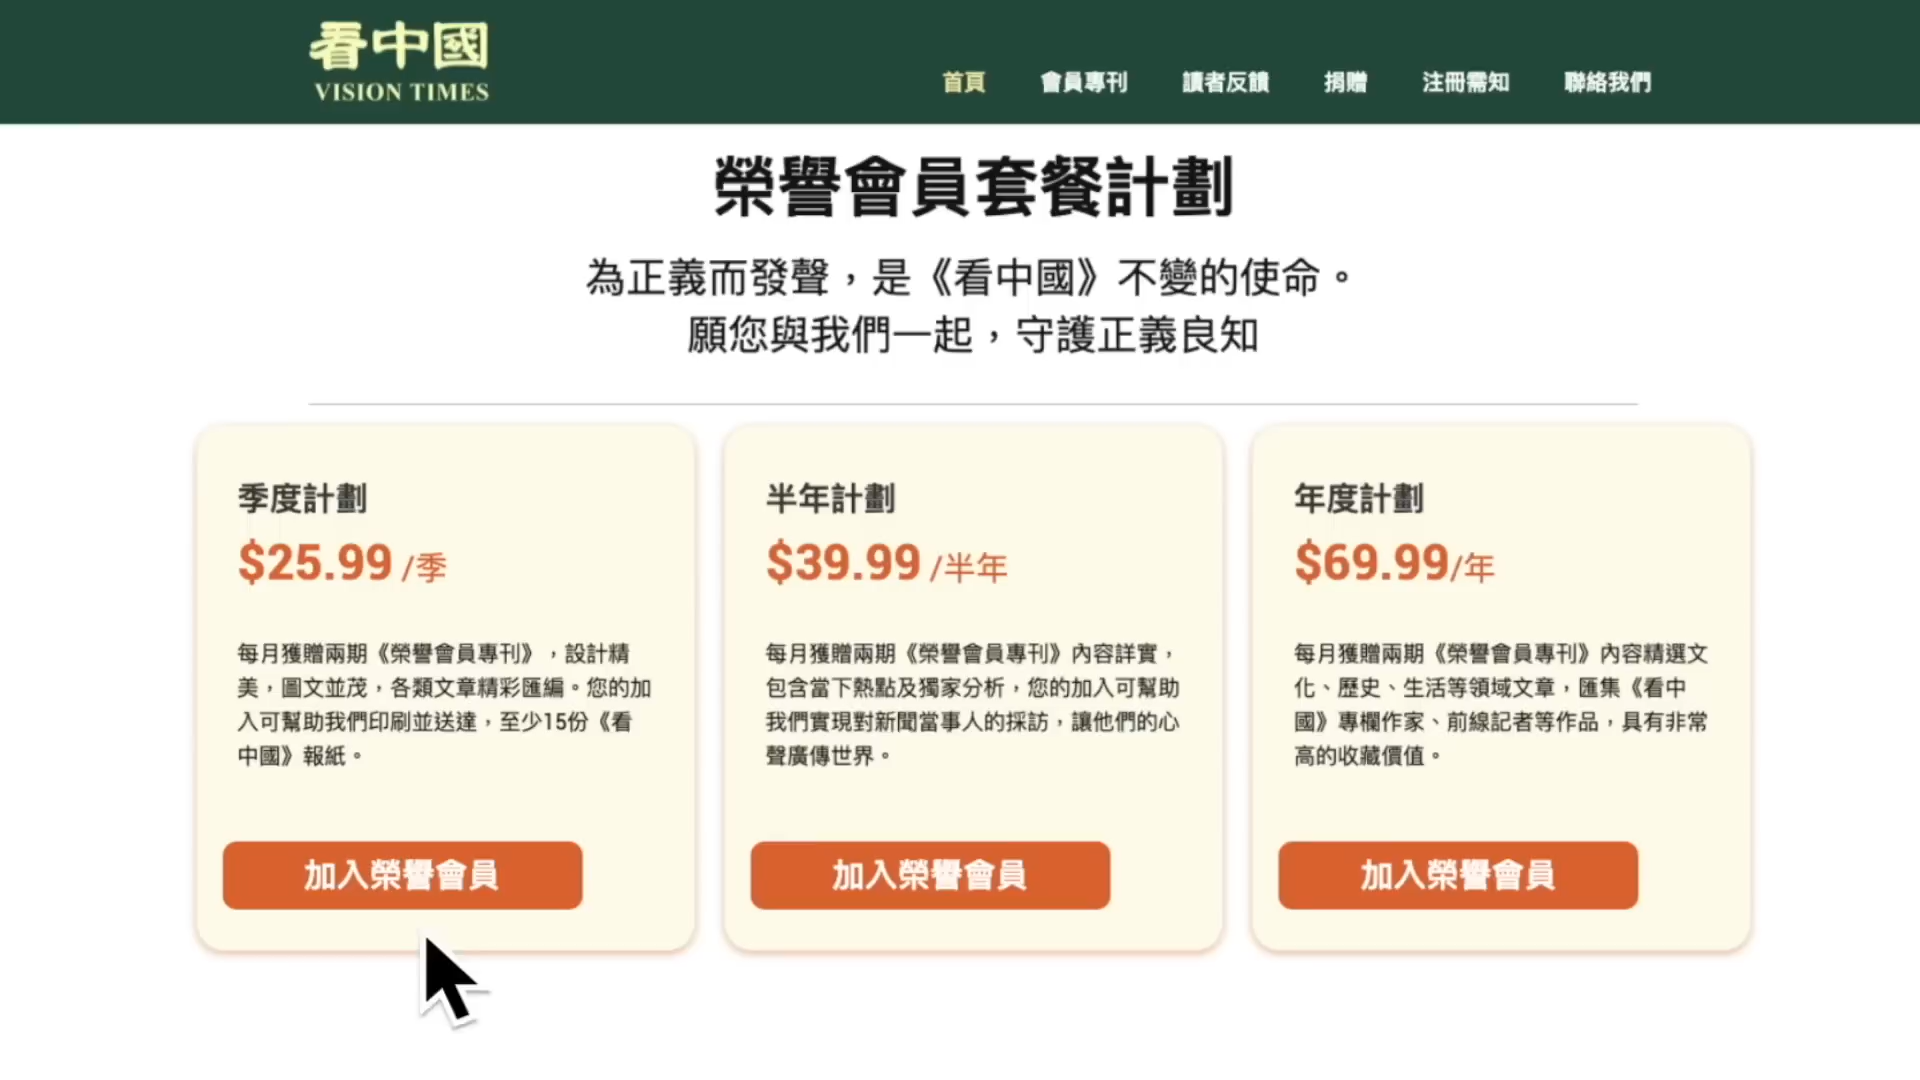 看中國
VISION TIMES
首頁 會員專刊 讀者反饋 捐贈 注冊需知 聯絡我們
榮譽會員套餐計劃
為正義而發聲，是《看中國》不變的使命。
願您與我們一起，守護正義良知
季度計劃
$25.99 /季
每月獲贈兩期《榮譽會員專刊》，設計精
美，圖文並茂，各類文章精彩匯編。您的加
入可幫助我們印刷並送達，至少15份《看
中國》報紙。
加入榮譽會員
半年計劃
$39.99 /半年
每月獲贈兩期《榮譽會員專刊》內容詳實，
包含當下熱點及獨家分析，您的加入可幫助
我們實現對新聞當事人的採訪，讓他們的心
聲廣傳世界。
加入榮譽會員
年度計劃
$69.99/年
每月獲贈兩期《榮譽會員專刊》內容精選文
化、歷史、生活等領域文章，匯集《看中
國》專欄作家、前線記者等作品，具有非常
高的收藏價值。
加入榮譽會員